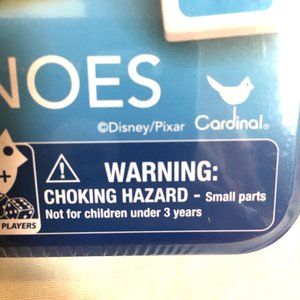 NOES
©Disney/Pixar
Cardinal®
+
PLAYERS
WARNING:
CHOKING HAZARD - Small parts
Not for children under 3 years